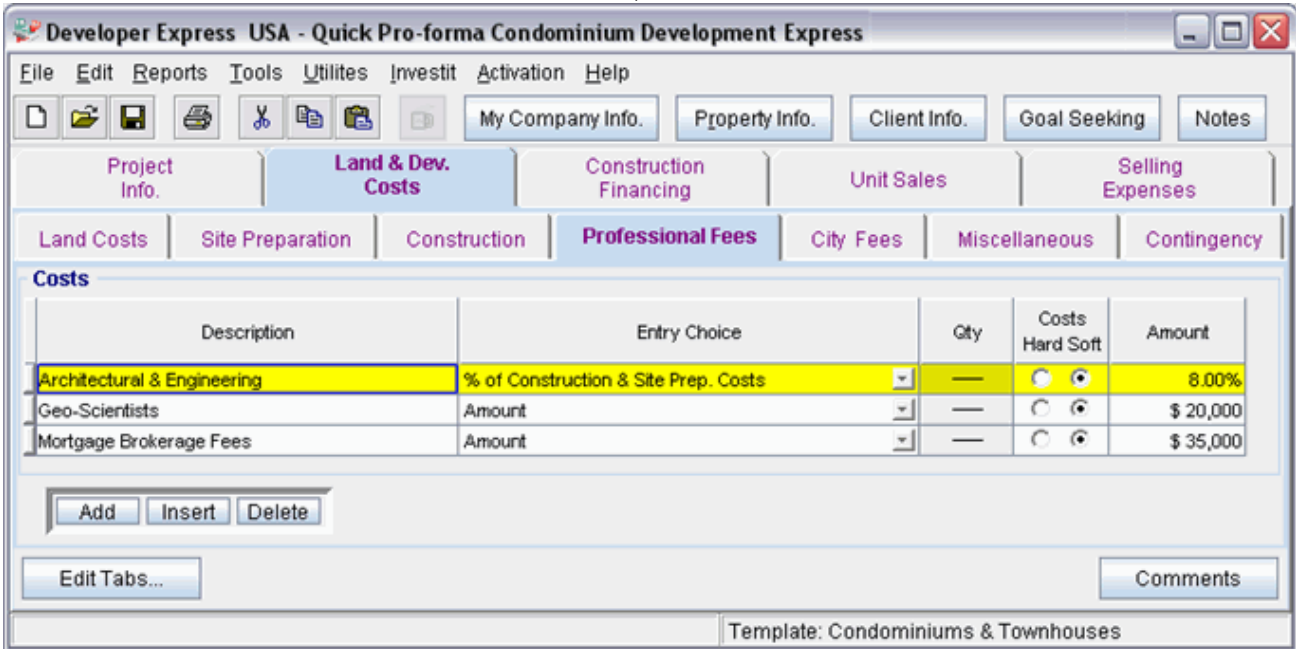 Developer Express USA - Quick Pro-forma Condominium Development Express
File Edit Reports Tools Utilites Investit Activation Help
My Company Info. Property Info. Client Info. Goal Seeking Notes
Project Info. Land & Dev. Costs Construction Financing Unit Sales Selling Expenses
Land Costs Site Preparation Construction Professional Fees City Fees Miscellaneous Contingency
Costs
Description Entry Choice Qty Costs Hard Soft Amount
Architectural & Engineering % of Construction & Site Prep. Costs — 8.00%
Geo-Scientists Amount — $ 20,000
Mortgage Brokerage Fees Amount — $ 35,000
Add Insert Delete
Edit Tabs... Comments
Template: Condominiums & Townhouses